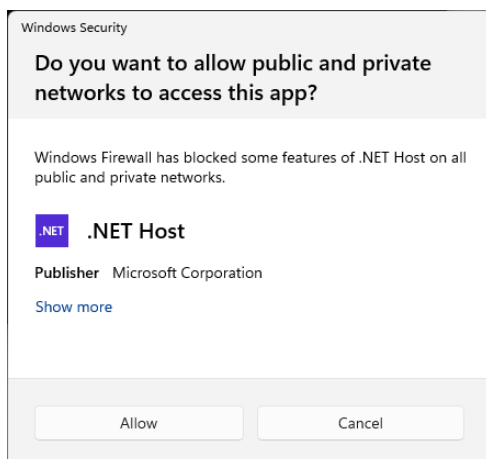 Windows Security
Do you want to allow public and private
networks to access this app?
Windows Firewall has blocked some features of .NET Host on all
public and private networks.
.NET
.NET Host
Publisher Microsoft Corporation
Show more
Allow
Cancel